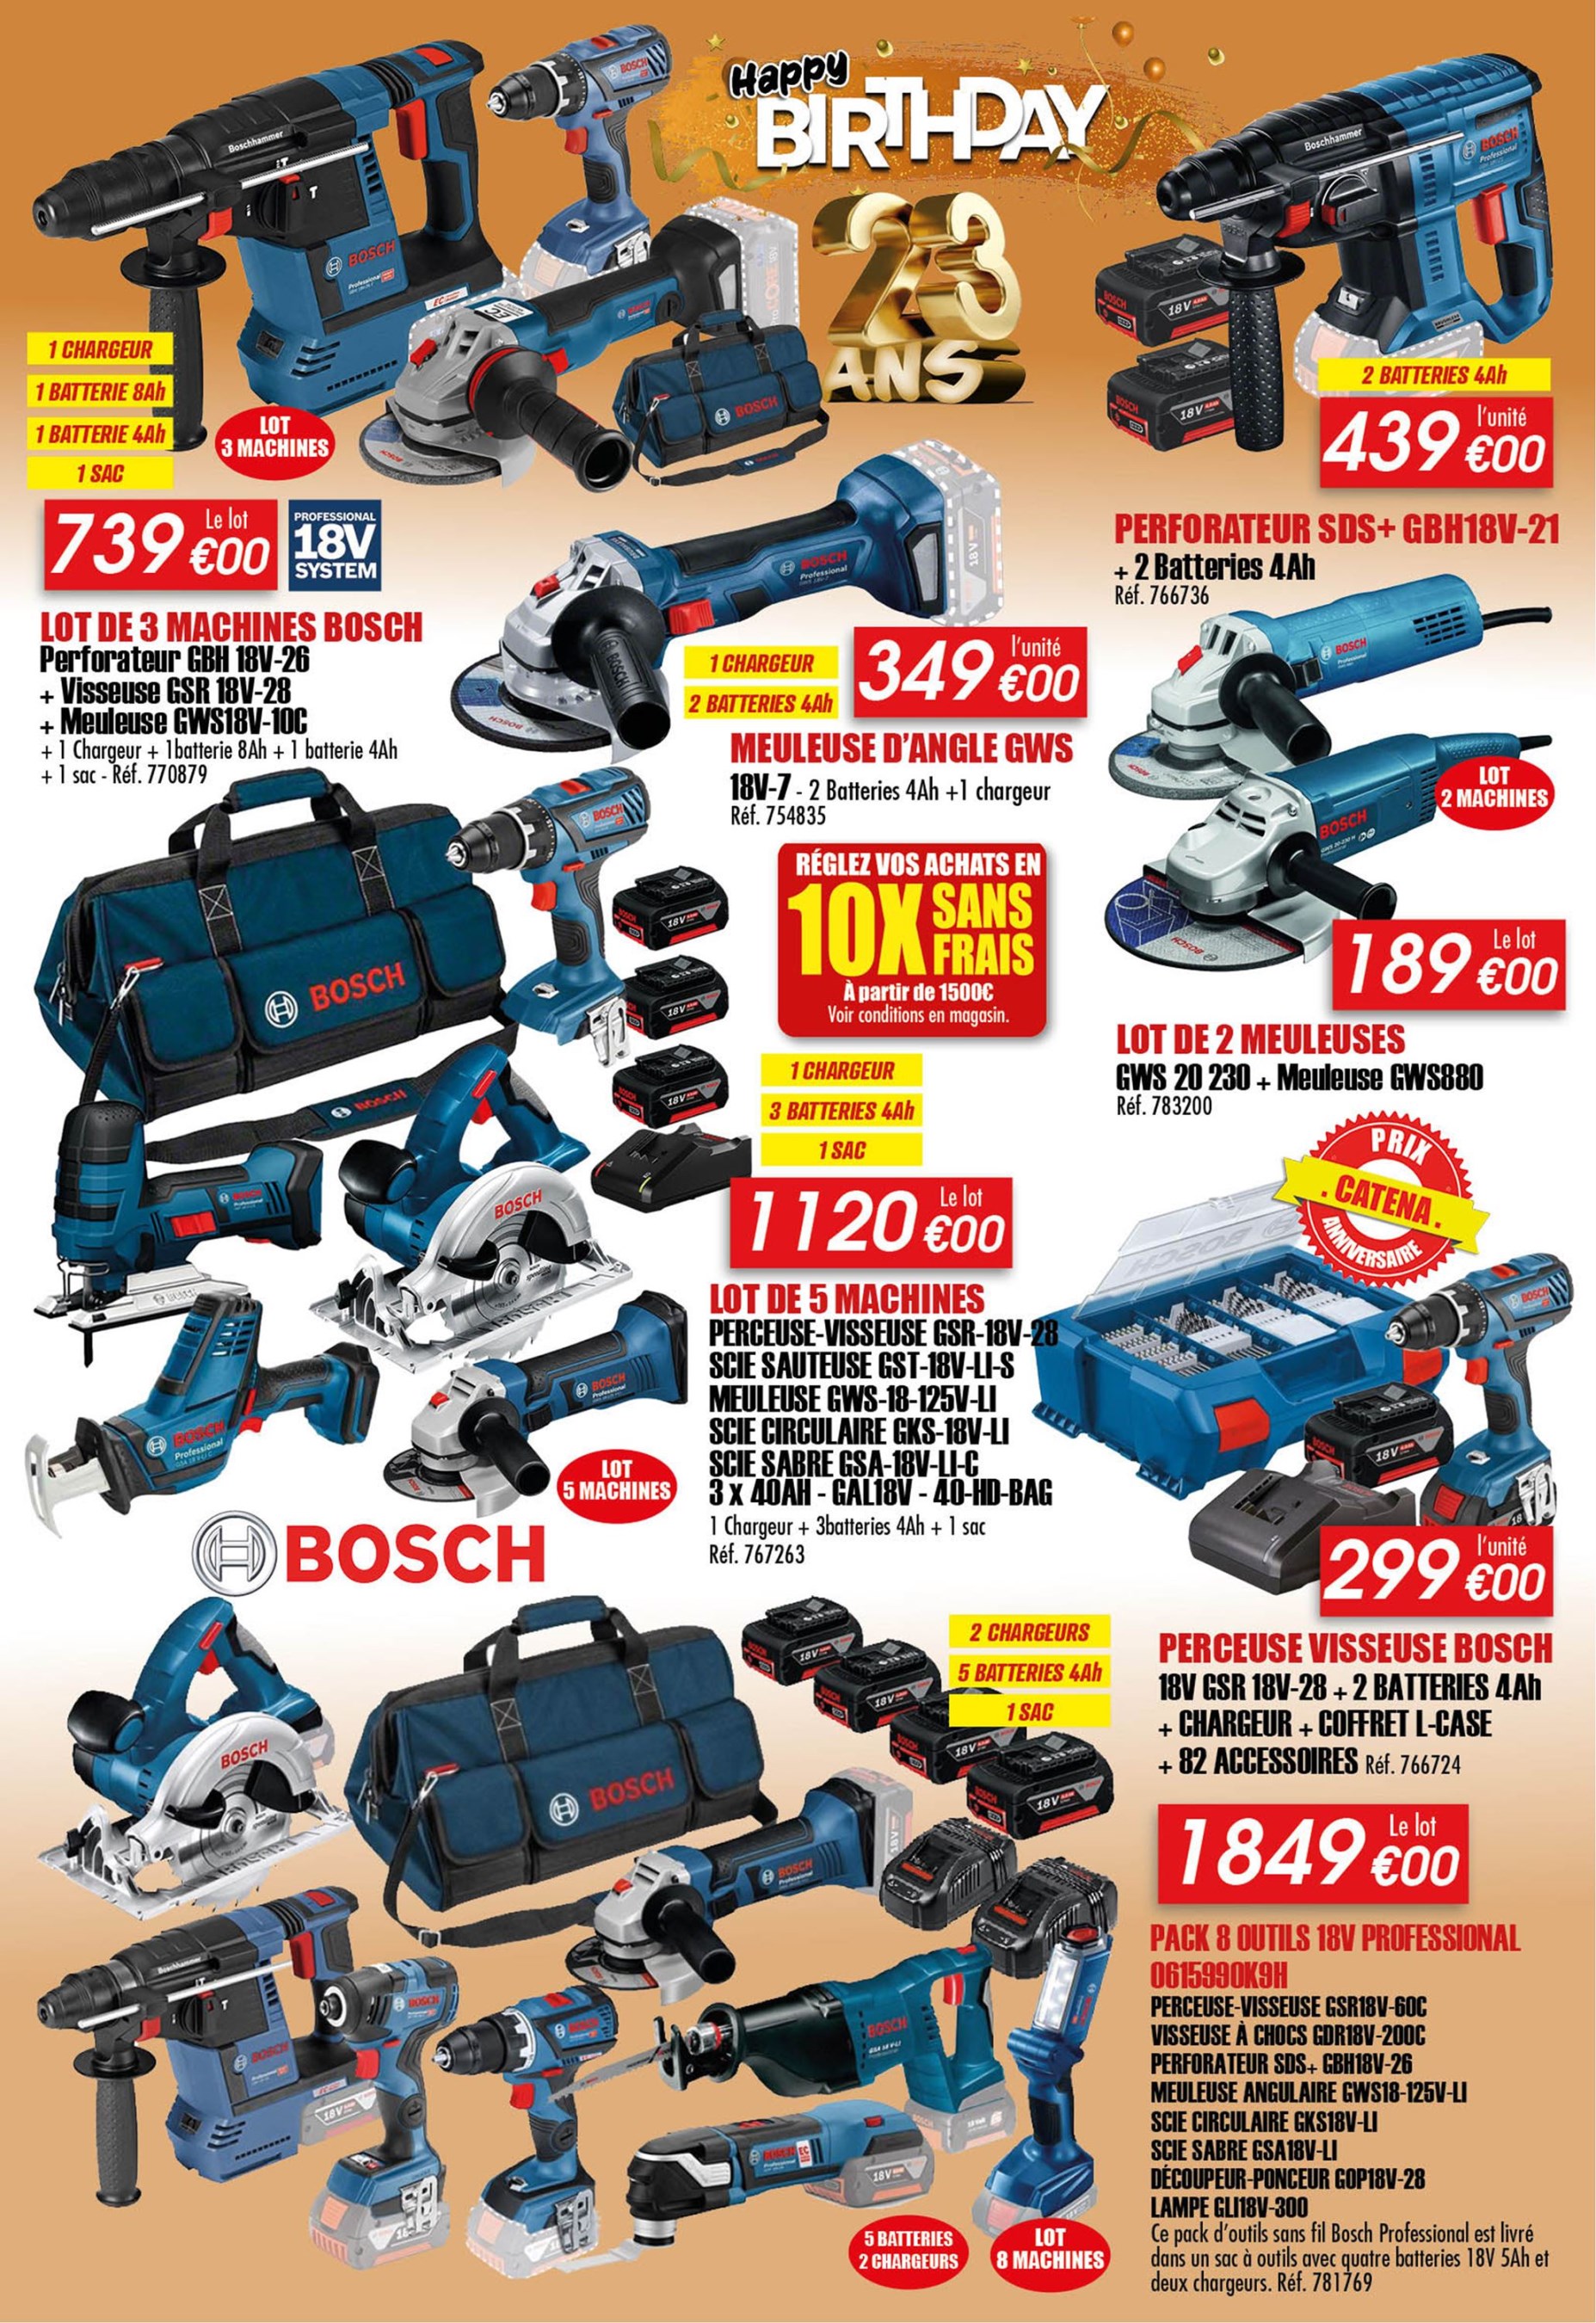 Happy
BIRTHDAY
23
ANS
1 CHARGEUR
1 BATTERIE 8Ah
1 BATTERIE 4Ah
1 SAC
LOT
3 MACHINES
Le lot
739 €00
PROFESSIONAL
18V
SYSTEM
LOT DE 3 MACHINES BOSCH
Perforateur GBH 18V-26
+ Visseuse GSR 18V-28
+ Meuleuse GWS18V-10C
+ 1 Chargeur + 1batterie 8Ah + 1 batterie 4Ah
+ 1 sac - Réf. 770879
2 BATTERIES 4Ah
l'unité
439 €00
PERFORATEUR SDS+ GBH18V-21
+ 2 Batteries 4Ah
Réf. 766736
1 CHARGEUR
2 BATTERIES 4Ah
l'unité
349 €00
MEULEUSE D'ANGLE GWS
18V-7 - 2 Batteries 4Ah +1 chargeur
Réf. 754835
RÉGLEZ VOS ACHATS EN
10X SANS
FRAIS
À partir de 1500€
Voir conditions en magasin.
LOT
2 MACHINES
Le lot
189 €00
LOT DE 2 MEULEUSES
GWS 20 230 + Meuleuse GWS880
Réf. 783200
1 CHARGEUR
3 BATTERIES 4Ah
1 SAC
Le lot
1120 €00
LOT DE 5 MACHINES
PERCEUSE-VISSEUSE GSR-18V-28
SCIE SAUTEUSE GST-18V-LI-S
MEULEUSE GWS-18-125V-LI
SCIE CIRCULAIRE GKS-18V-LI
SCIE SABRE GSA-18V-LI-C
3 x 40AH - GAL18V - 40-HD-BAG
1 Chargeur + 3batteries 4Ah + 1 sac
Réf. 767263
LOT
5 MACHINES
BOSCH
PRIX
. CATENA .
ANNIVERSAIRE
l'unité
299 €00
PERCEUSE VISSEUSE BOSCH
18V GSR 18V-28 + 2 BATTERIES 4Ah
+ CHARGEUR + COFFRET L-CASE
+ 82 ACCESSOIRES Réf. 766724
2 CHARGEURS
5 BATTERIES 4Ah
1 SAC
Le lot
1849 €00
PACK 8 OUTILS 18V PROFESSIONAL
0615990K9H
PERCEUSE-VISSEUSE GSR18V-60C
VISSEUSE À CHOCS GDR18V-200C
PERFORATEUR SDS+ GBH18V-26
MEULEUSE ANGULAIRE GWS18-125V-LI
SCIE CIRCULAIRE GKS18V-LI
SCIE SABRE GSA18V-LI
DÉCOUPEUR-PONCEUR GOP18V-28
LAMPE GLI18V-300
Ce pack d'outils sans fil Bosch Professional est livré
dans un sac à outils avec quatre batteries 18V 5Ah et
deux chargeurs. Réf. 781769
5 BATTERIES
2 CHARGEURS
LOT
8 MACHINES